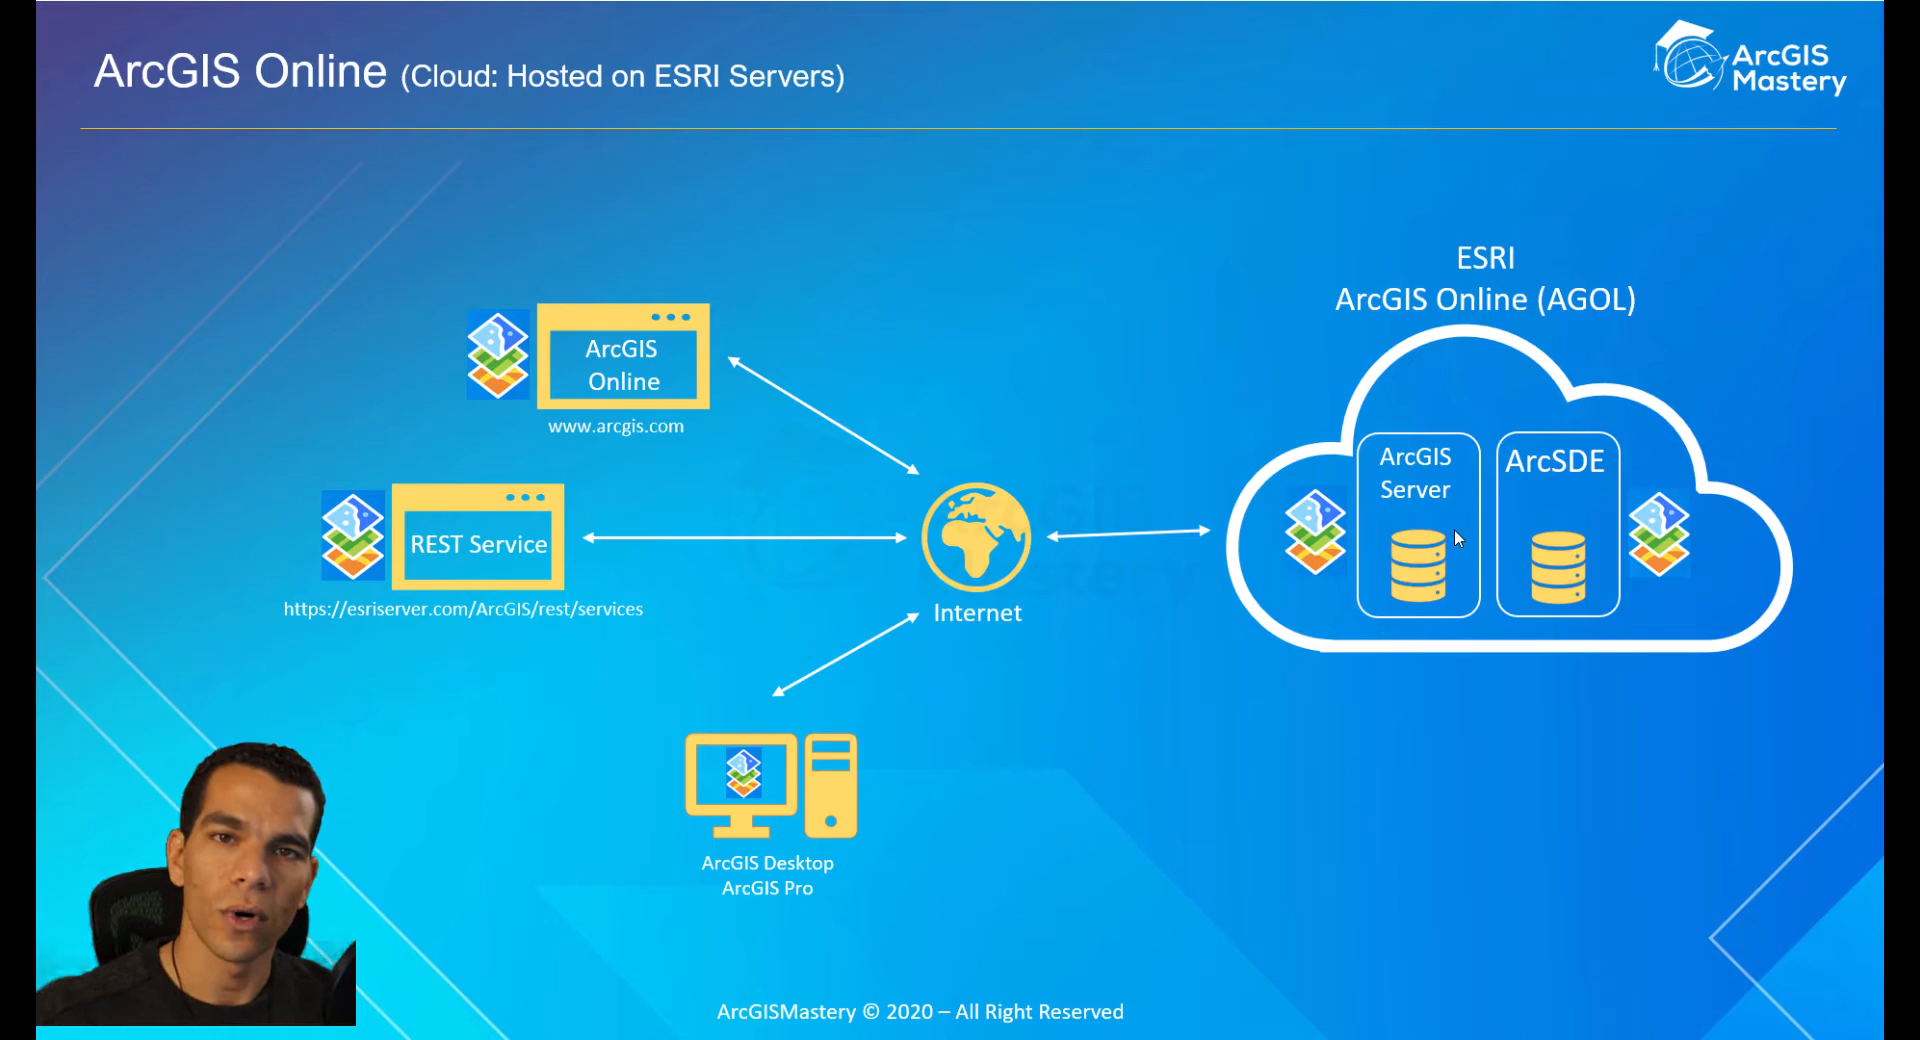 ArcGIS Online (Cloud: Hosted on ESRI Servers)
ArcGIS
Mastery
ESRI
ArcGIS Online (AGOL)
ArcGIS
Online
www.arcgis.com
ArcGIS
Server
ArcSDE
REST Service
https://esriserver.com/ArcGIS/rest/services
Internet
ArcGIS Desktop
ArcGIS Pro
ArcGISMastery © 2020 – All Right Reserved